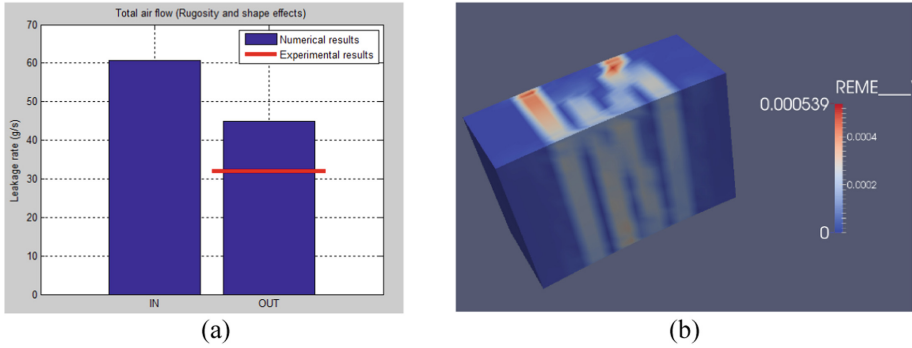 Total air flow (Rugosity and shape effects)
Numerical results
Experimental results
Leakage rate (g/s)
70
60
50
40
30
20
10
0
IN
OUT
(a)
REME____
0.000539
0.0004
0.0002
0
(b)